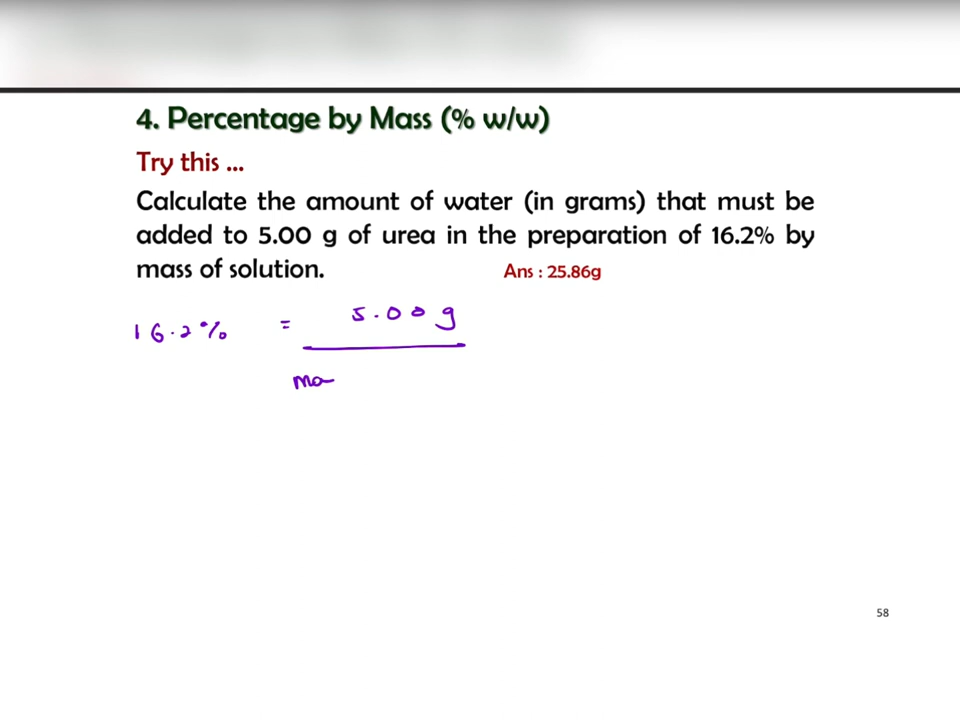 4. Percentage by Mass (% w/w)
Try this ...
Calculate the amount of water (in grams) that must be
added to 5.00 g of urea in the preparation of 16.2% by
mass of solution.
Ans : 25.86g
5.00 g
16.2% =
ma
58